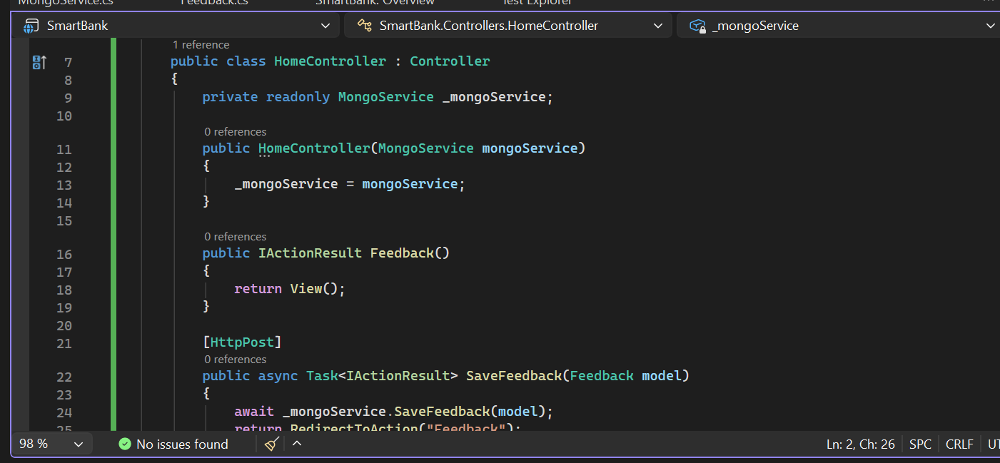 MongoService.cs Feedback.cs SmartBank: Overview Test Explorer
SmartBank SmartBank.Controllers.HomeController _mongoService
1 reference
7 public class HomeController : Controller
8 {
9 private readonly MongoService _mongoService;
10
0 references
11 public HomeController(MongoService mongoService)
12 {
13 _mongoService = mongoService;
14 }
15
0 references
16 public IActionResult Feedback()
17 {
18 return View();
19 }
20
21 [HttpPost]
0 references
22 public async Task<IActionResult> SaveFeedback(Feedback model)
23 {
24 await _mongoService.SaveFeedback(model);
25 return RedirectToAction("Feedback");
98 % No issues found Ln: 2, Ch: 26 SPC CRLF